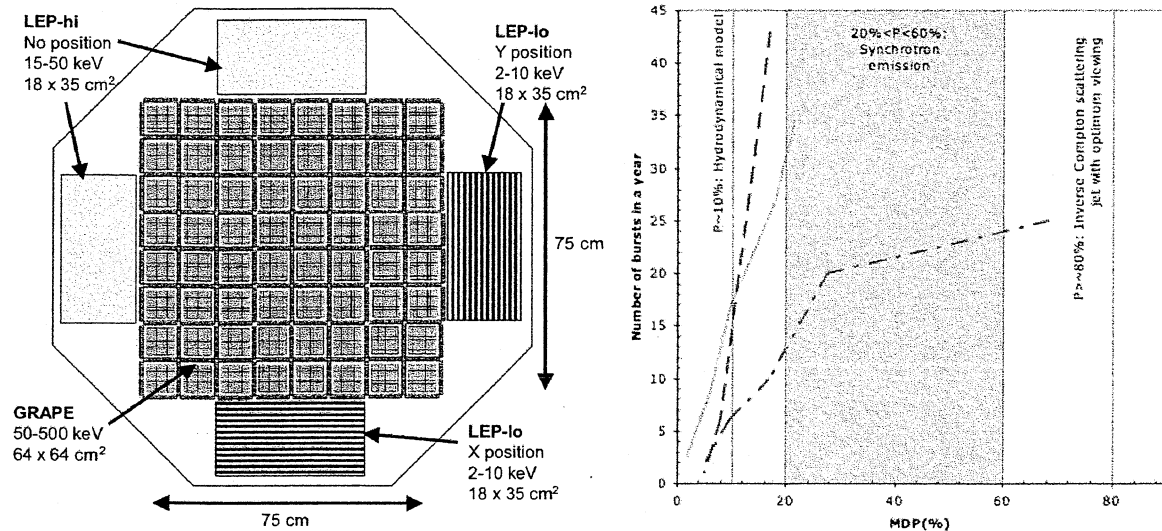 LEP-hi
No position
15-50 keV
18 x 35 cm²
LEP-lo
Y position
2-10 keV
18 x 35 cm²
75 cm
GRAPE
50-500 keV
64 x 64 cm²
LEP-lo
X position
2-10 keV
18 x 35 cm²
75 cm
Number of bursts in a year
45
40
35
30
25
20
15
10
5
0
P~10%: Hydrodynamical model
20%<P<60%:
Synchrotron
emission
P>~80%: Inverse Compton scattering
jet with optimum viewing
0
20
40
60
80
MDP(%)